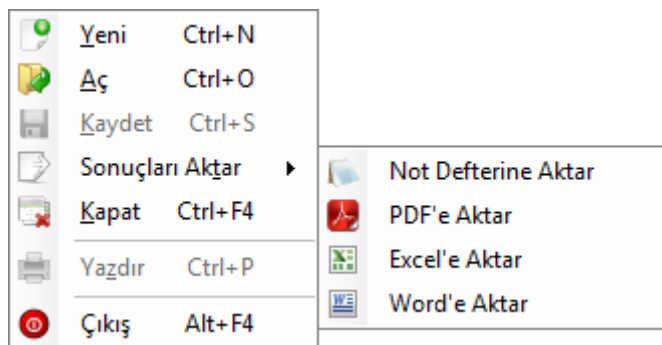 Yeni Ctrl+N
Aç Ctrl+O
Kaydet Ctrl+S
Sonuçları Aktar
Kapat Ctrl+F4
Yazdır Ctrl+P
Çıkış Alt+F4
Not Defterine Aktar
PDF'e Aktar
Excel'e Aktar
Word'e Aktar